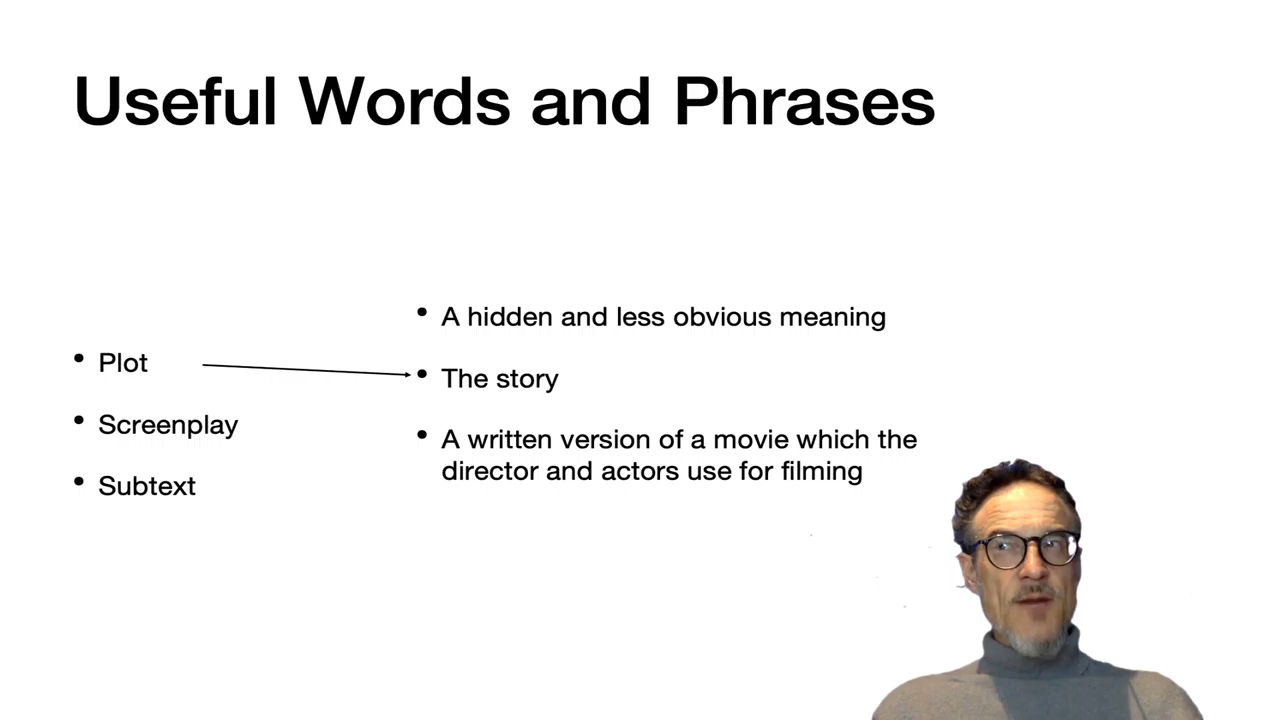 Useful Words and Phrases
• Plot
• Screenplay
• Subtext
• A hidden and less obvious meaning
• The story
• A written version of a movie which the
director and actors use for filming